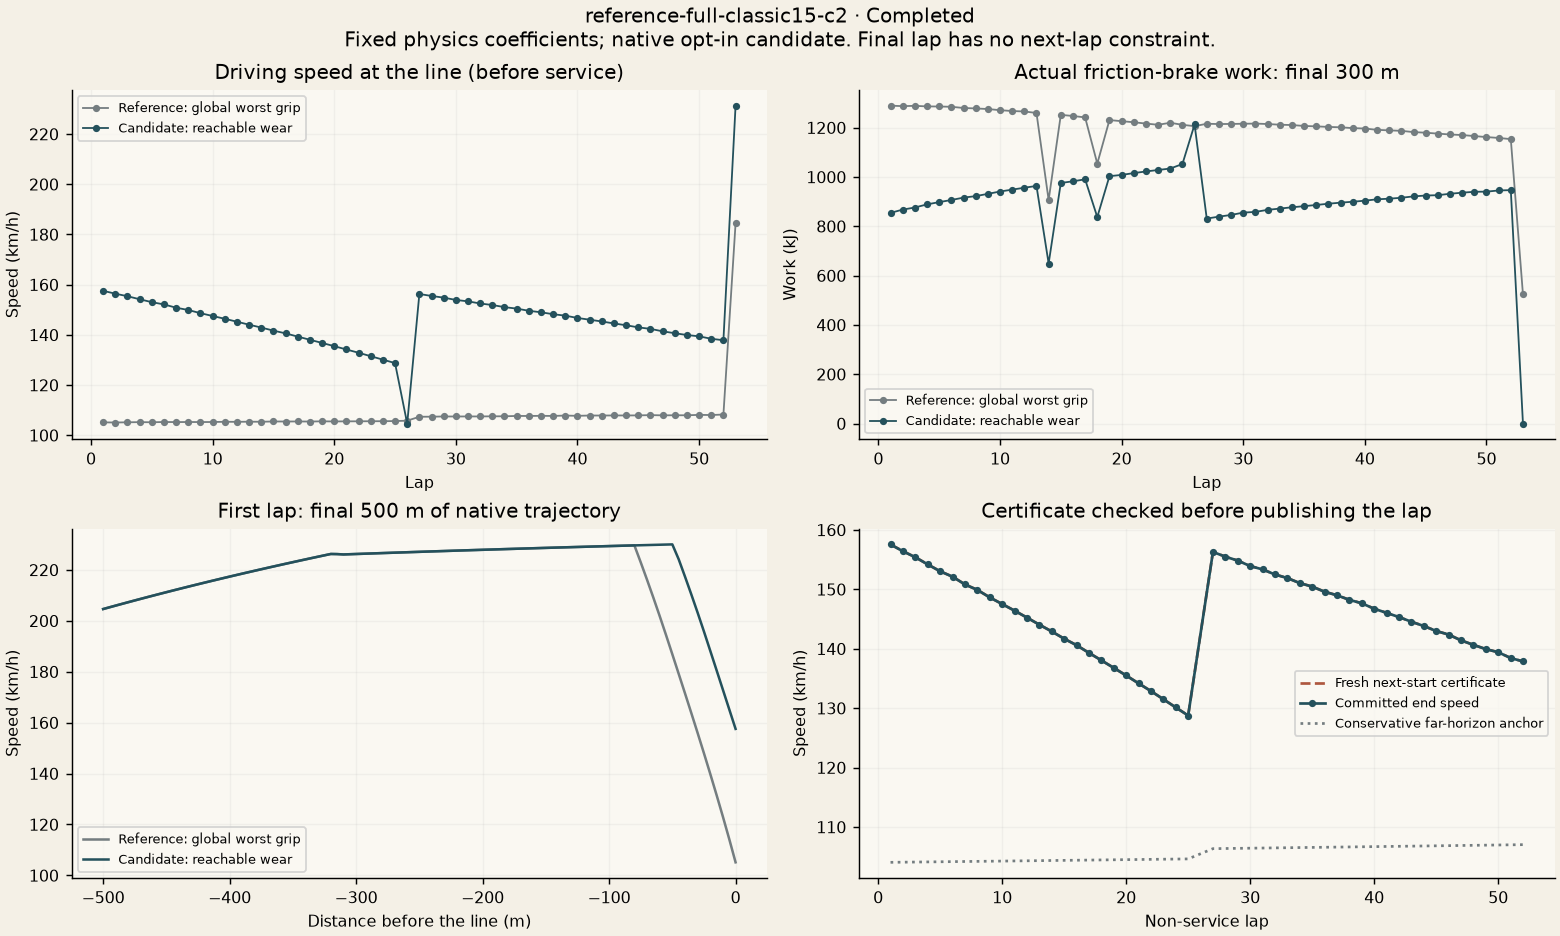 reference-full-classic15-c2 · Completed
Fixed physics coefficients; native opt-in candidate. Final lap has no next-lap constraint.
Driving speed at the line (before service)
Speed (km/h)
220
200
180
160
140
120
100
Reference: global worst grip
Candidate: reachable wear
0 10 20 30 40 50
Lap
Actual friction-brake work: final 300 m
Work (kJ)
1200
1000
800
600
400
200
0
Reference: global worst grip
Candidate: reachable wear
0 10 20 30 40 50
Lap
First lap: final 500 m of native trajectory
Speed (km/h)
220
200
180
160
140
120
100
Reference: global worst grip
Candidate: reachable wear
−500 −400 −300 −200 −100 0
Distance before the line (m)
Certificate checked before publishing the lap
Speed (km/h)
160
150
140
130
120
110
Fresh next-start certificate
Committed end speed
Conservative far-horizon anchor
0 10 20 30 40 50
Non-service lap